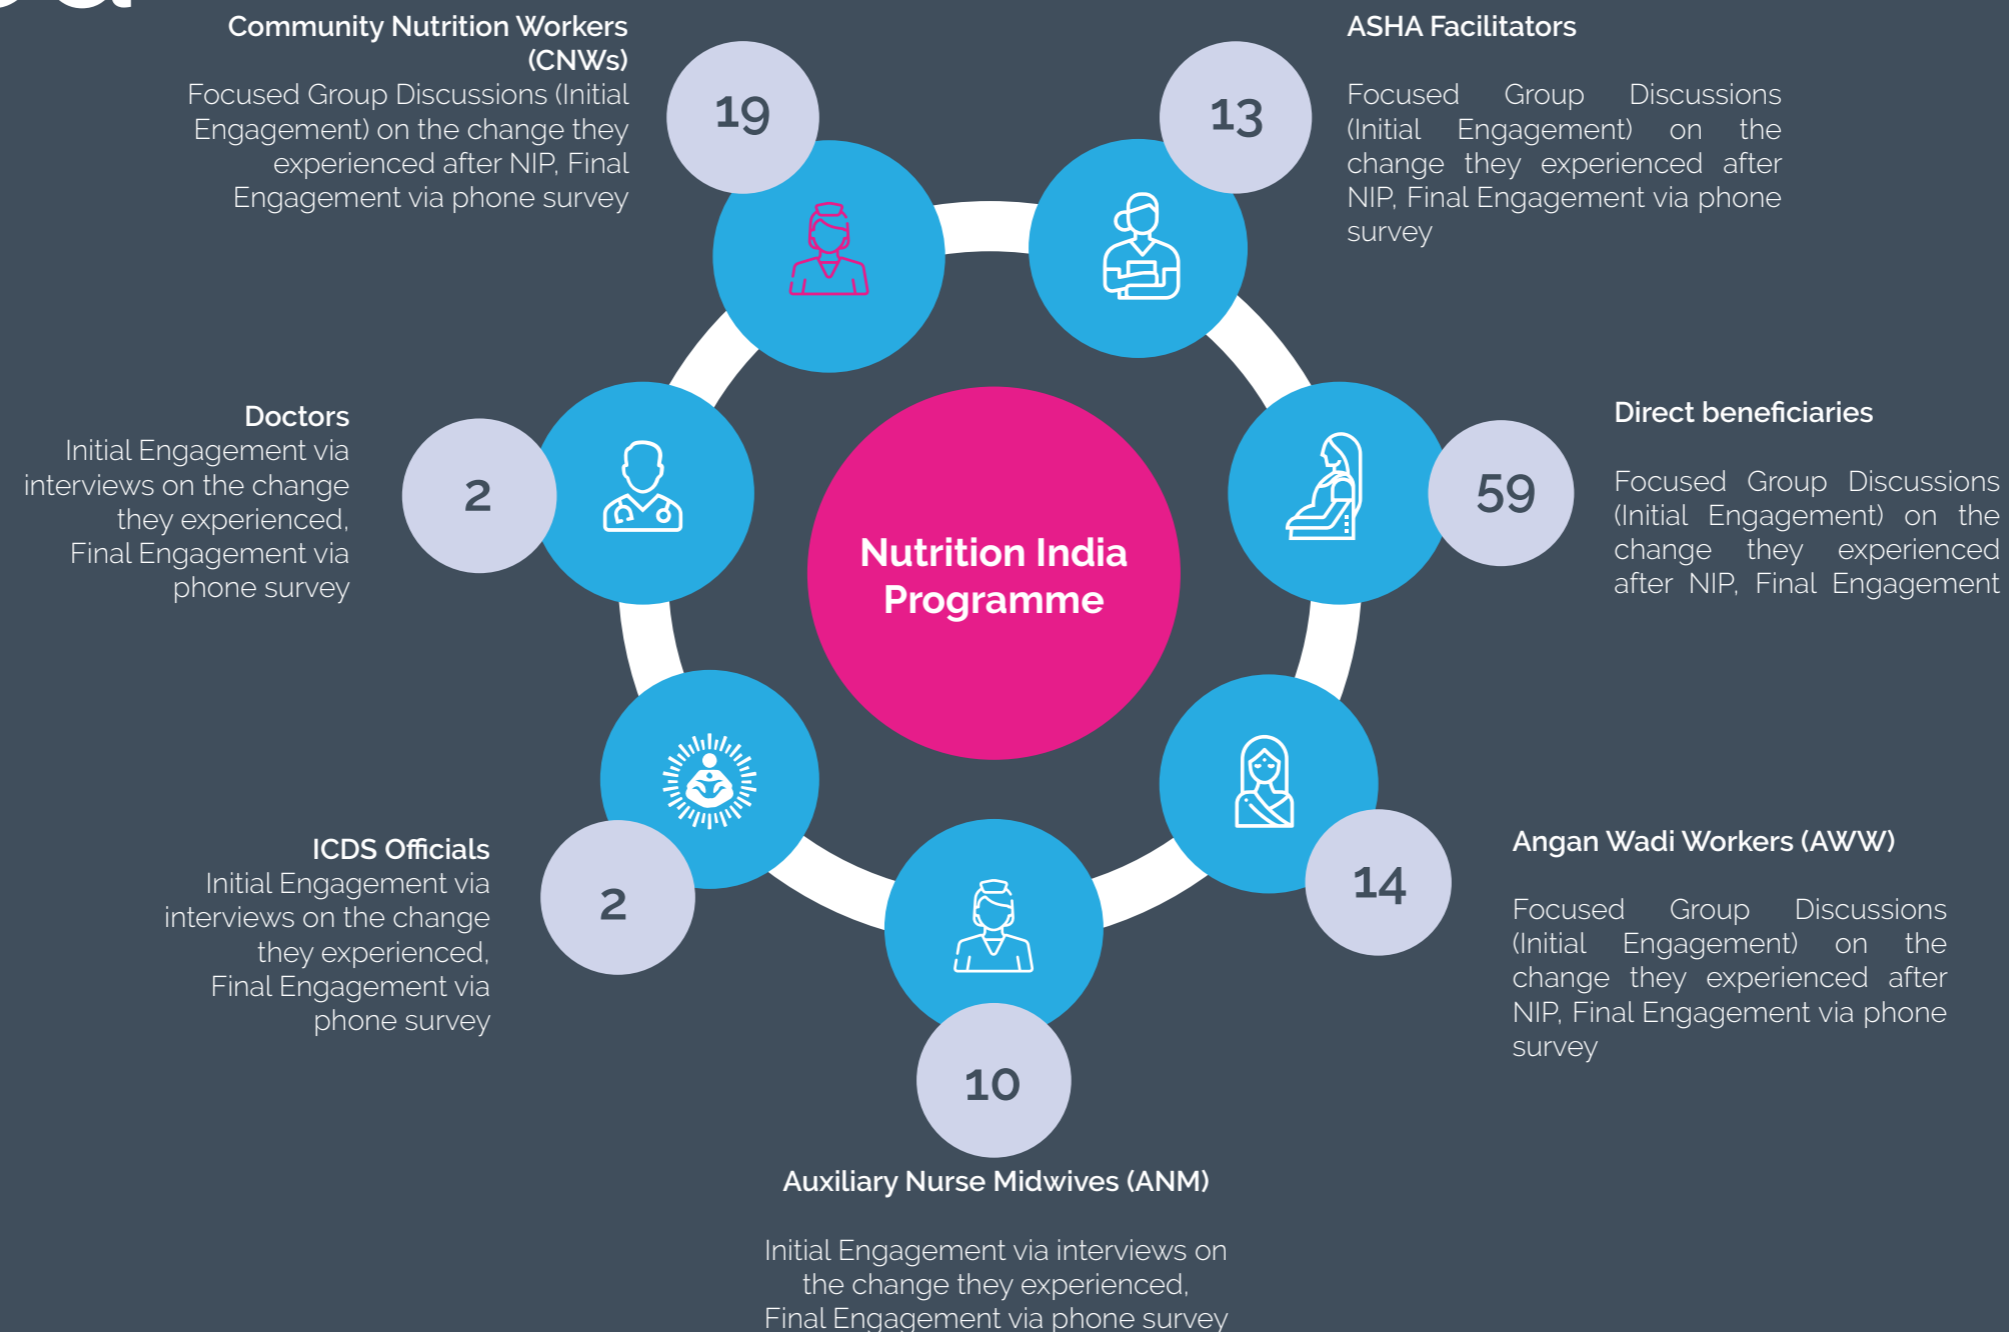 Community Nutrition Workers
(CNWs)
Focused Group Discussions (Initial
Engagement) on the change they
experienced after NIP, Final
Engagement via phone survey
19
13
ASHA Facilitators
Focused Group Discussions
(Initial Engagement) on the
change they experienced after
NIP, Final Engagement via phone
survey
Doctors
Initial Engagement via
interviews on the change
they experienced,
Final Engagement via
phone survey
2
Nutrition India
Programme
59
Direct beneficiaries
Focused Group Discussions
(Initial Engagement) on the
change they experienced
after NIP, Final Engagement
ICDS Officials
Initial Engagement via
interviews on the change
they experienced,
Final Engagement via
phone survey
2
14
Angan Wadi Workers (AWW)
Focused Group Discussions
(Initial Engagement) on the
change they experienced after
NIP, Final Engagement via phone
survey
10
Auxiliary Nurse Midwives (ANM)
Initial Engagement via interviews on
the change they experienced,
Final Engagement via phone survey